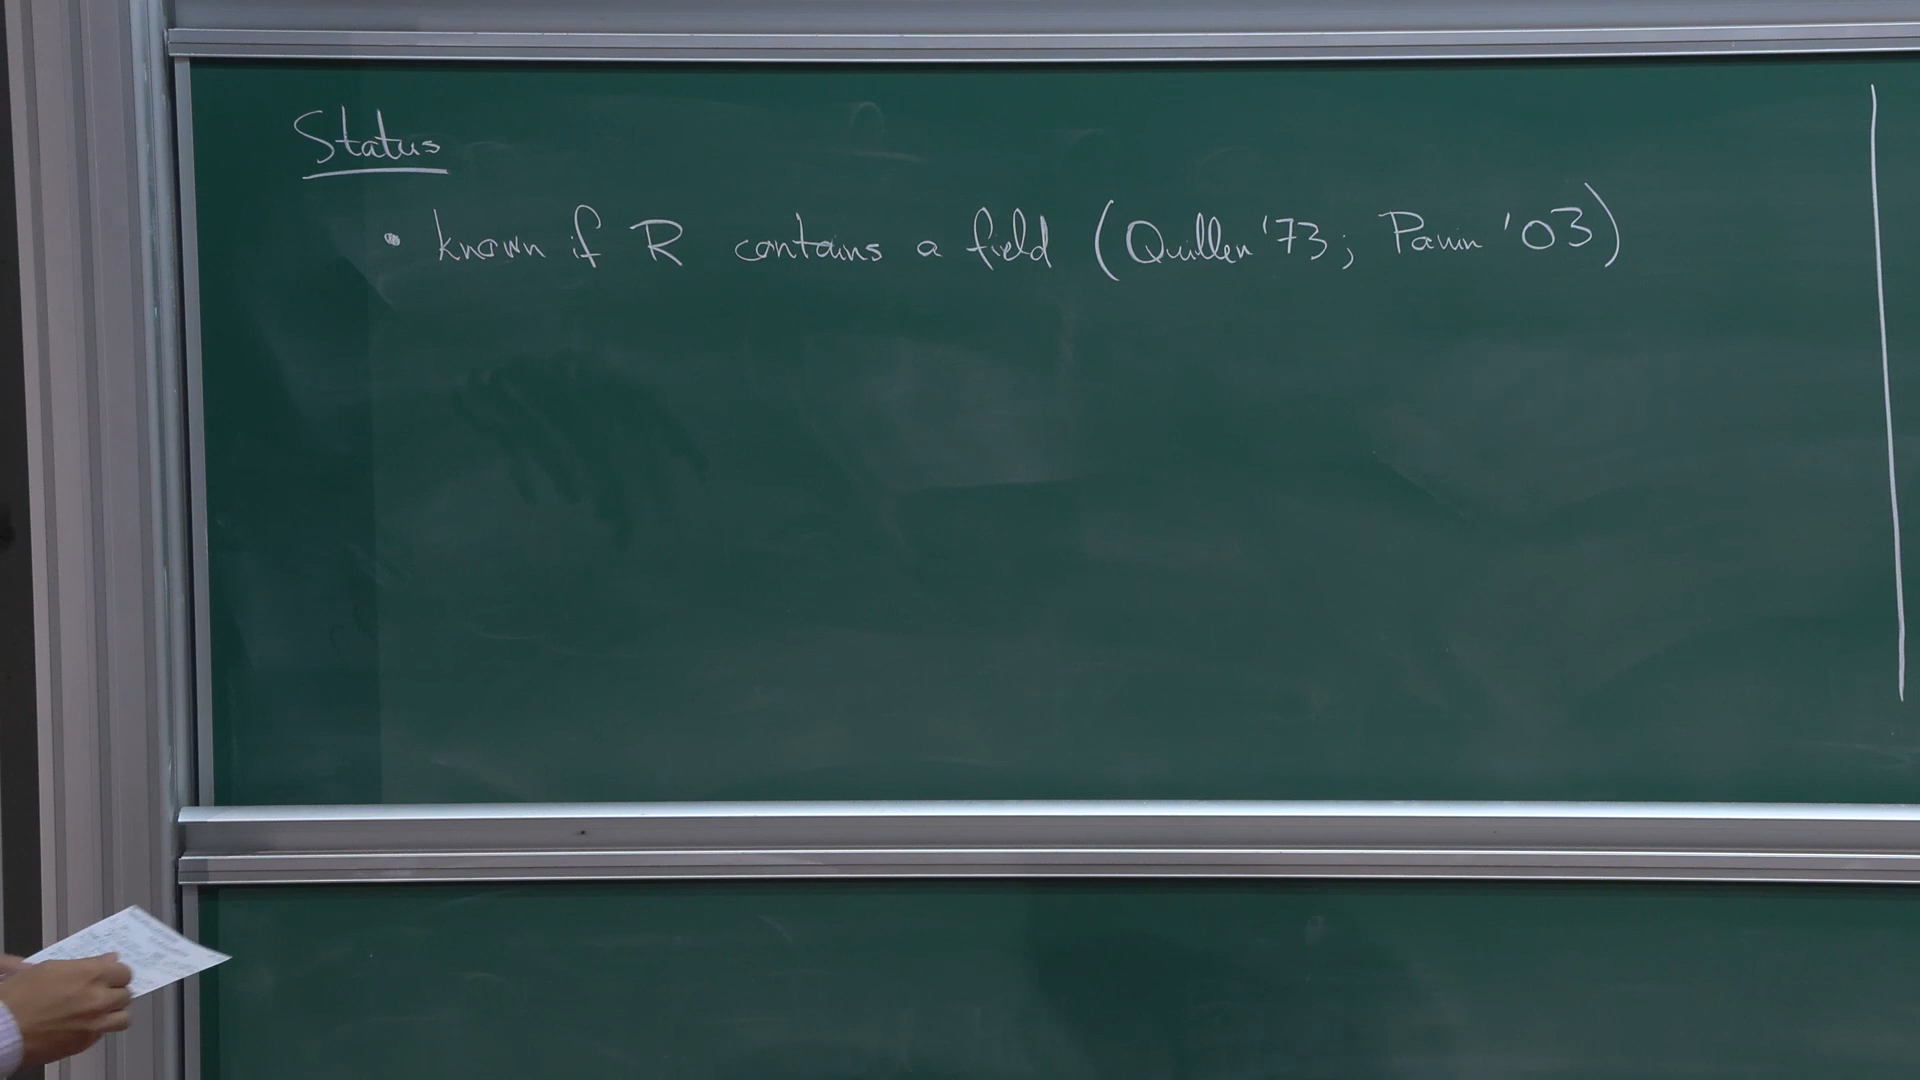 Status
• known if R contains a field (Quillen '73; Panin '03)